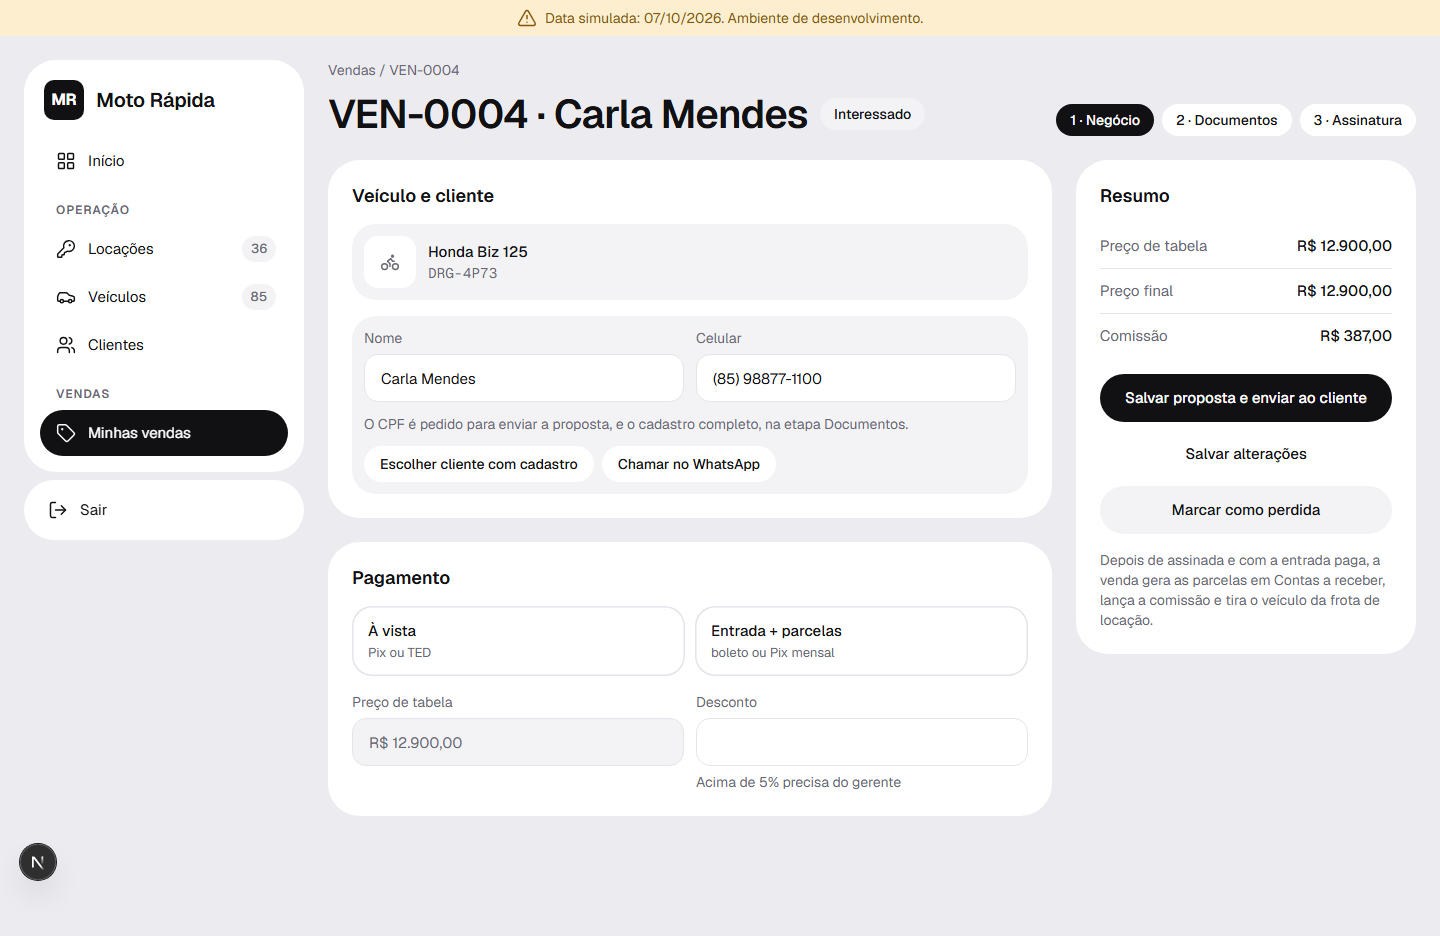 Data simulada: 07/10/2026. Ambiente de desenvolvimento.
MR
Moto Rápida
Início
OPERAÇÃO
Locações
36
Veículos
85
Clientes
VENDAS
Minhas vendas
Sair
Vendas / VEN-0004
VEN-0004 · Carla Mendes
Interessado
1 · Negócio
2 · Documentos
3 · Assinatura
Veículo e cliente
Honda Biz 125
DRG-4P73
Nome
Celular
Carla Mendes
(85) 98877-1100
O CPF é pedido para enviar a proposta, e o cadastro completo, na etapa Documentos.
Escolher cliente com cadastro
Chamar no WhatsApp
Pagamento
À vista
Pix ou TED
Entrada + parcelas
boleto ou Pix mensal
Preço de tabela
Desconto
R$ 12.900,00
Acima de 5% precisa do gerente
Resumo
Preço de tabela
R$ 12.900,00
Preço final
R$ 12.900,00
Comissão
R$ 387,00
Salvar proposta e enviar ao cliente
Salvar alterações
Marcar como perdida
Depois de assinada e com a entrada paga, a
venda gera as parcelas em Contas a receber,
lança a comissão e tira o veículo da frota de
locação.
N